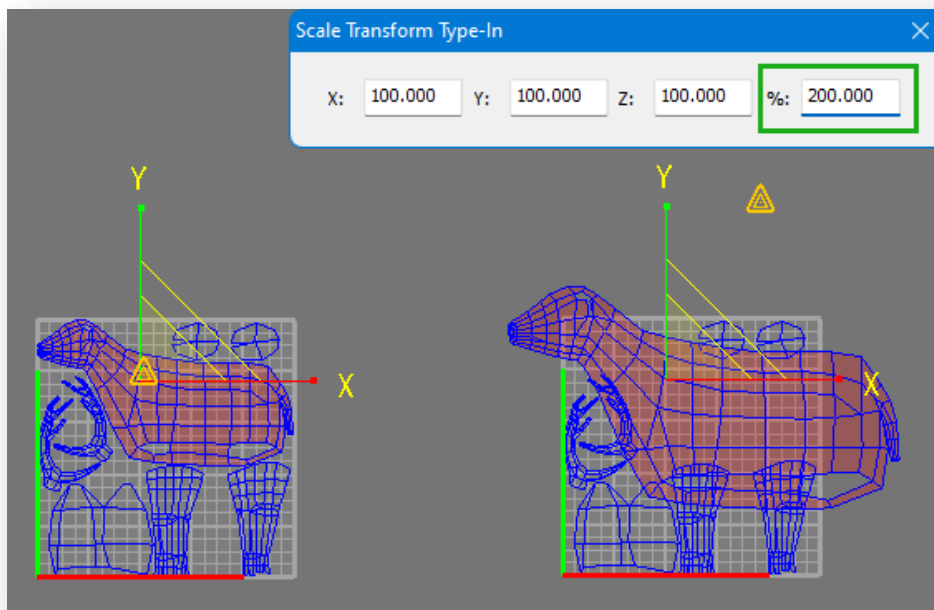 Scale Transform Type-In
X: 100.000 Y: 100.000 Z: 100.000 %: 200.000
Y Y
X X